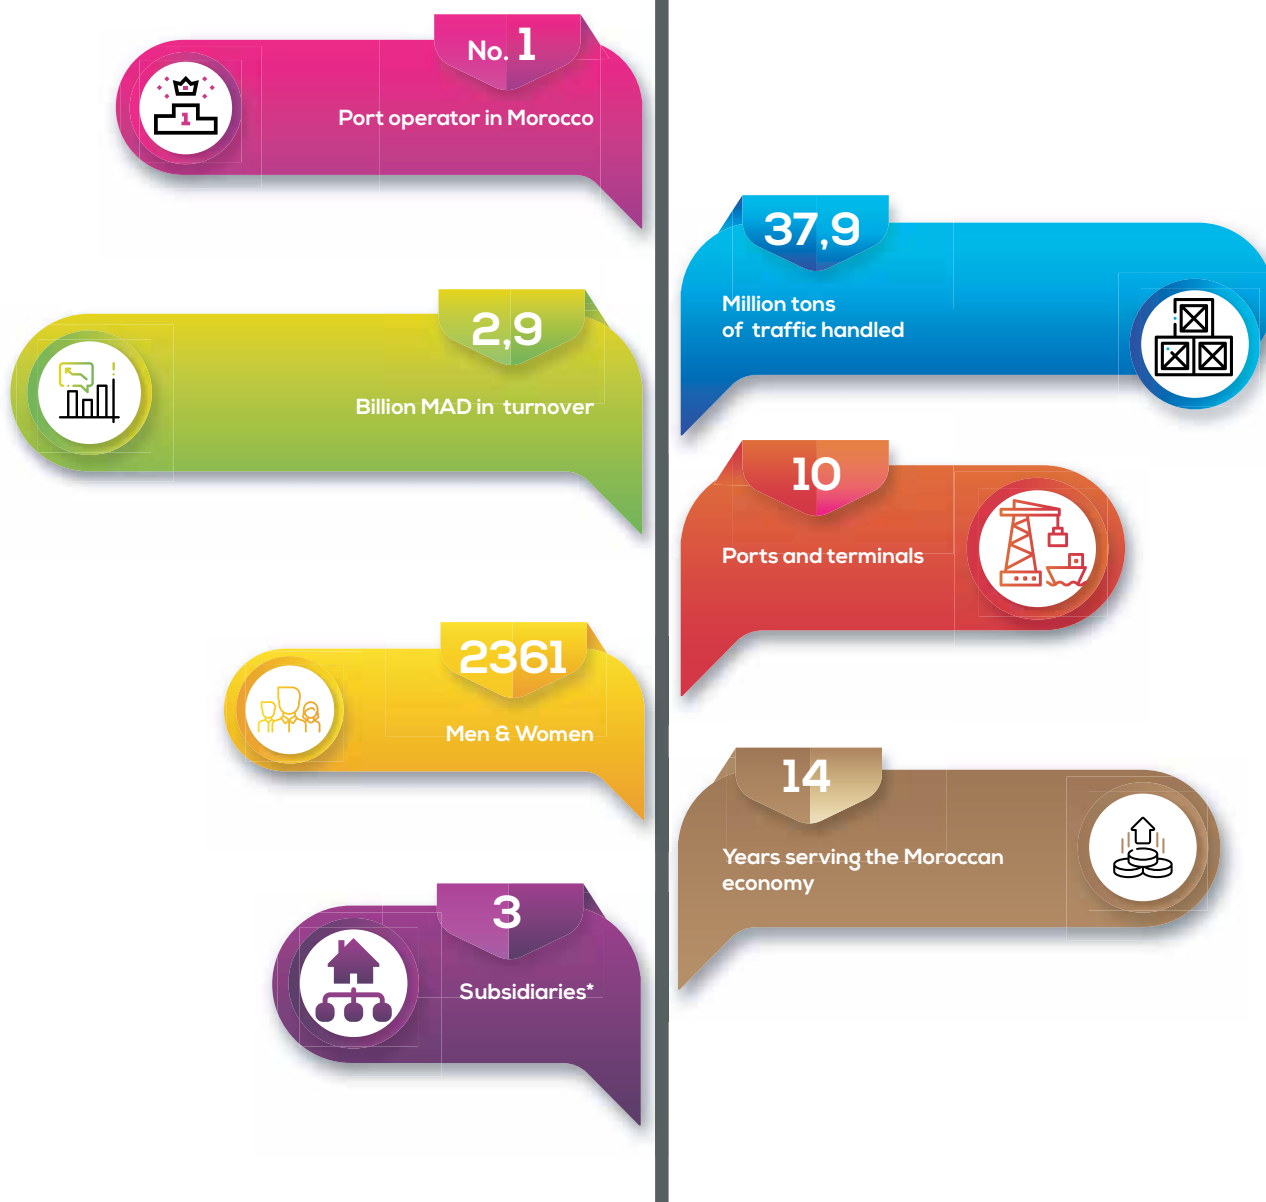 No. 1
Port operator in Morocco
37,9
Million tons
of traffic handled
2,9
Billion MAD in turnover
10
Ports and terminals
2361
Men & Women
14
Years serving the Moroccan
economy
3
Subsidiaries*
1